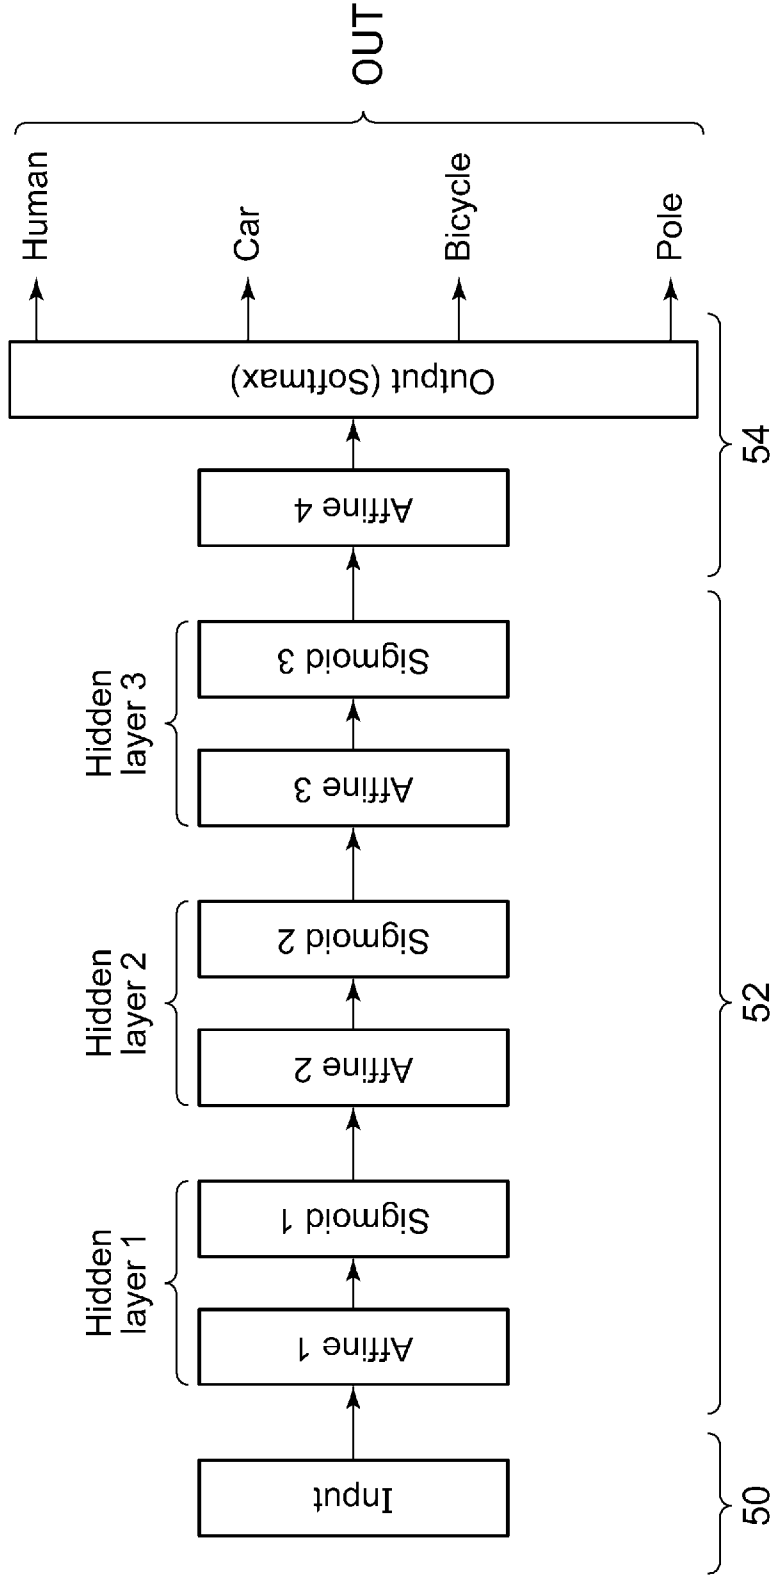 Hidden
layer 1
Hidden
layer 2
Hidden
layer 3
Input
Affine 1
Sigmoid 1
Affine 2
Sigmoid 2
Affine 3
Sigmoid 3
Affine 4
Output (Softmax)
Human
Car
Bicycle
Pole
OUT
50
52
54